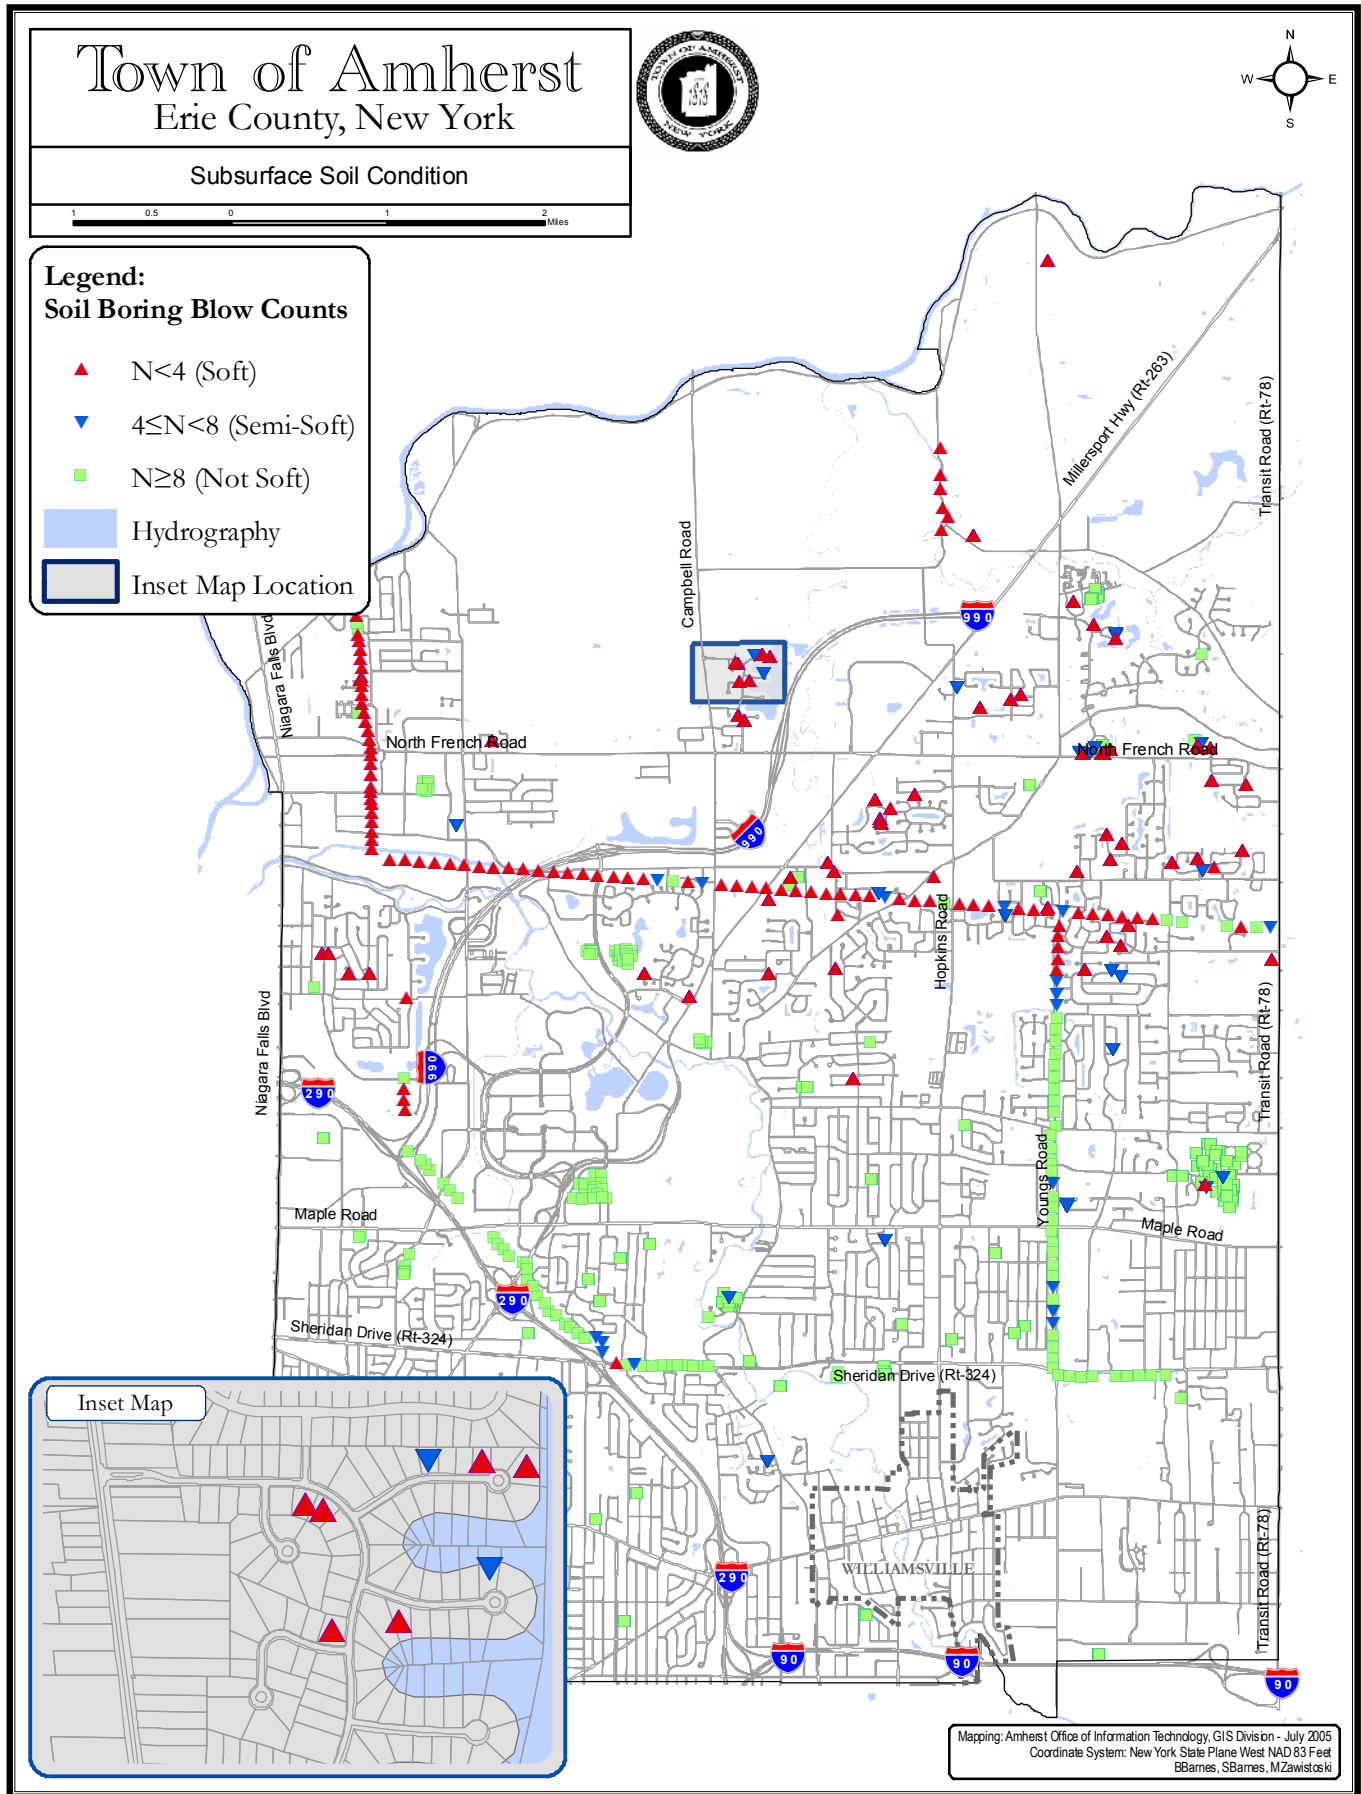 Town of Amherst
Erie County, New York
Subsurface Soil Condition
1 0.5 0 1 2
Miles
TOWN OF AMHERST
1818
NEW YORK
N
W E
S
Legend:
Soil Boring Blow Counts
N<4 (Soft)
4≤N<8 (Semi-Soft)
N≥8 (Not Soft)
Hydrography
Inset Map Location
Millersport Hwy (Rt-263)
Transit Road (Rt-78)
Campbell Road
990
Niagara Falls Blvd
North French Road
North French Road
990
Hopkins Road
Niagara Falls Blvd
990
290
Transit Road (Rt-78)
Youngs Road
Maple Road
Maple Road
290
Sheridan Drive (Rt-324)
Sheridan Drive (Rt-324)
Inset Map
WILLIAMSVILLE
290
Transit Road (Rt-78)
90
90
90
Mapping: Amherst Office of Information Technology, GIS Division - July 2005
Coordinate System: New York State Plane West NAD 83 Feet
BBarnes, SBarnes, MZawistoski